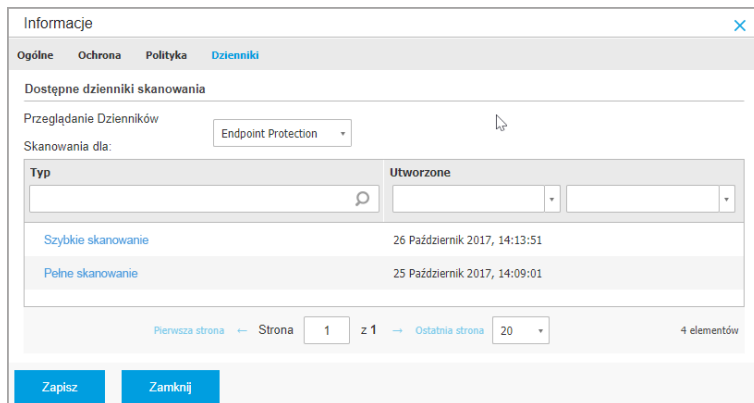 Informacje
Ogólne Ochrona Polityka Dzienniki
Dostępne dzienniki skanowania
Przeglądanie Dzienników
Skanowania dla:
Endpoint Protection
Typ Utworzone
Szybkie skanowanie 26 Październik 2017, 14:13:51
Pełne skanowanie 25 Październik 2017, 14:09:01
Pierwsza strona ← Strona 1 z 1 → Ostatnia strona 20 4 elementów
Zapisz Zamknij